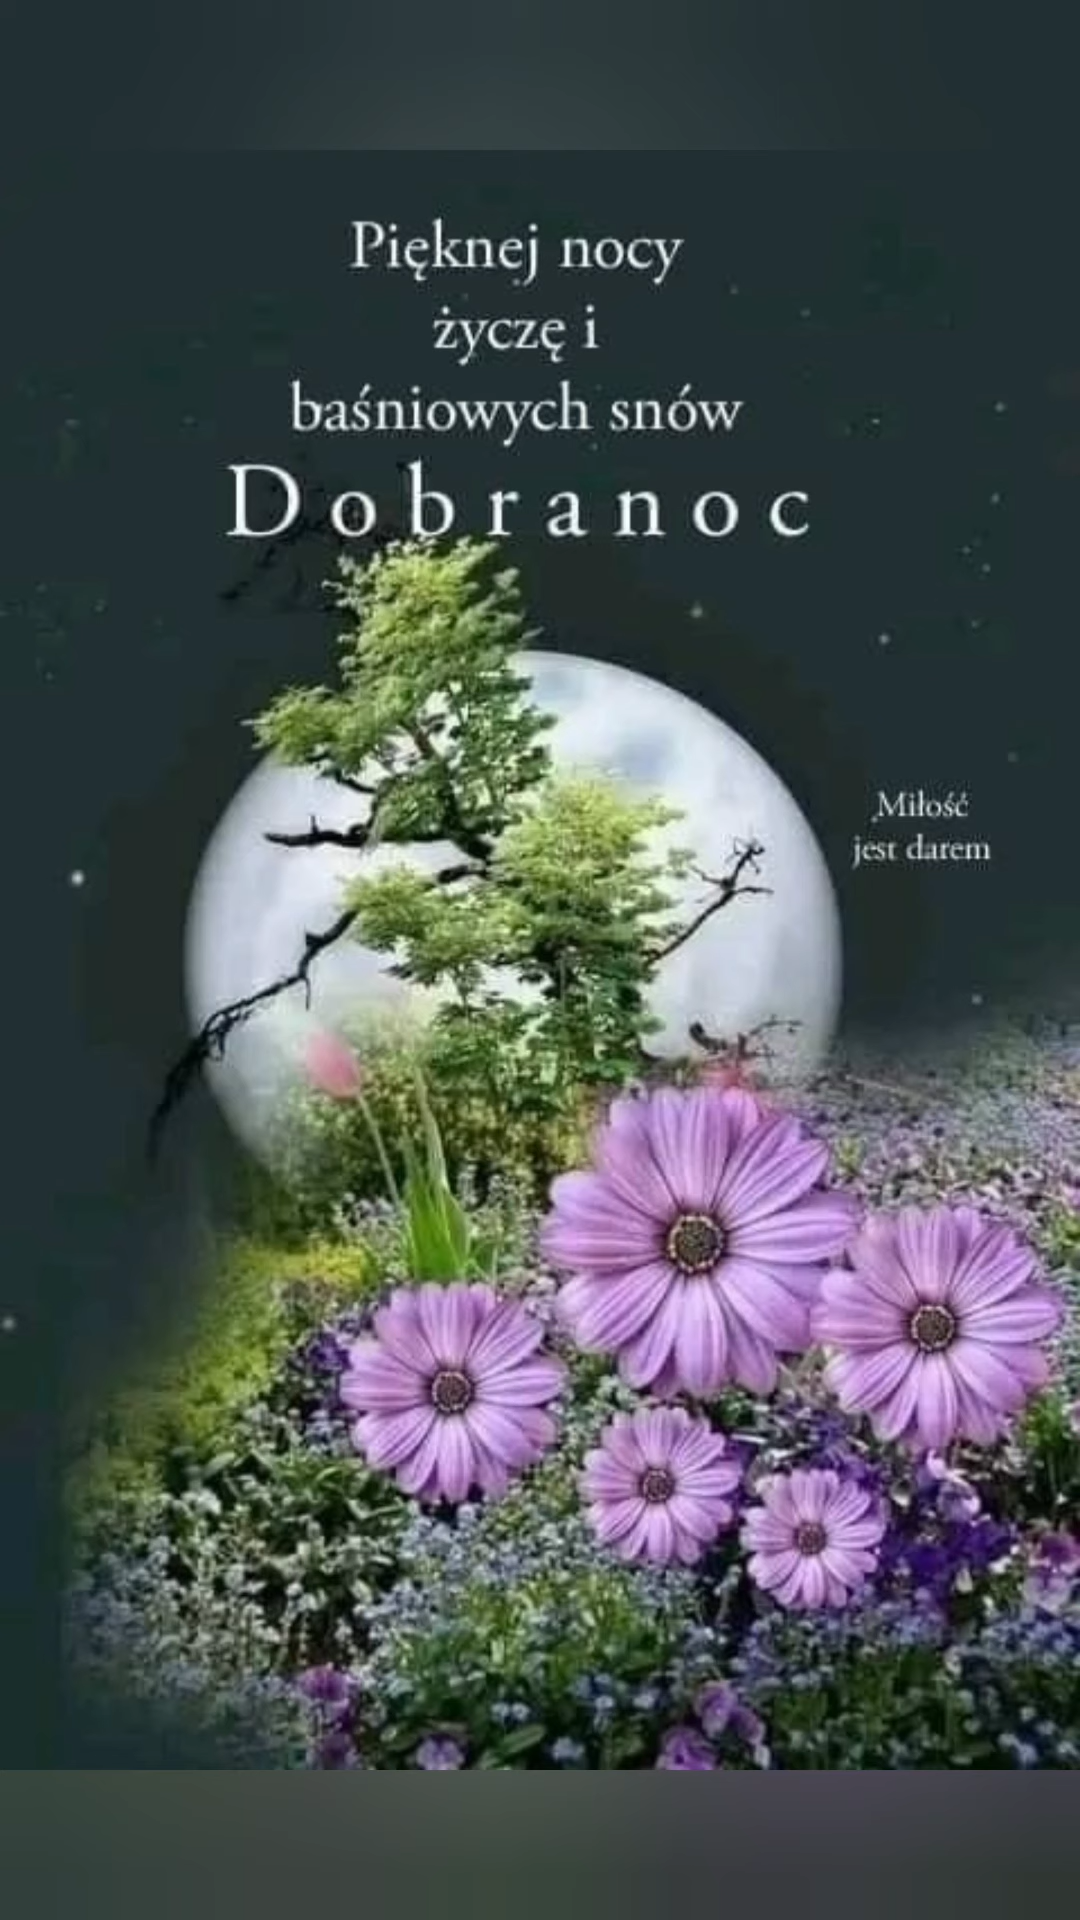 Pięknej nocy
życzę i
baśniowych snów
Dobranoc
Miłość
jest darem